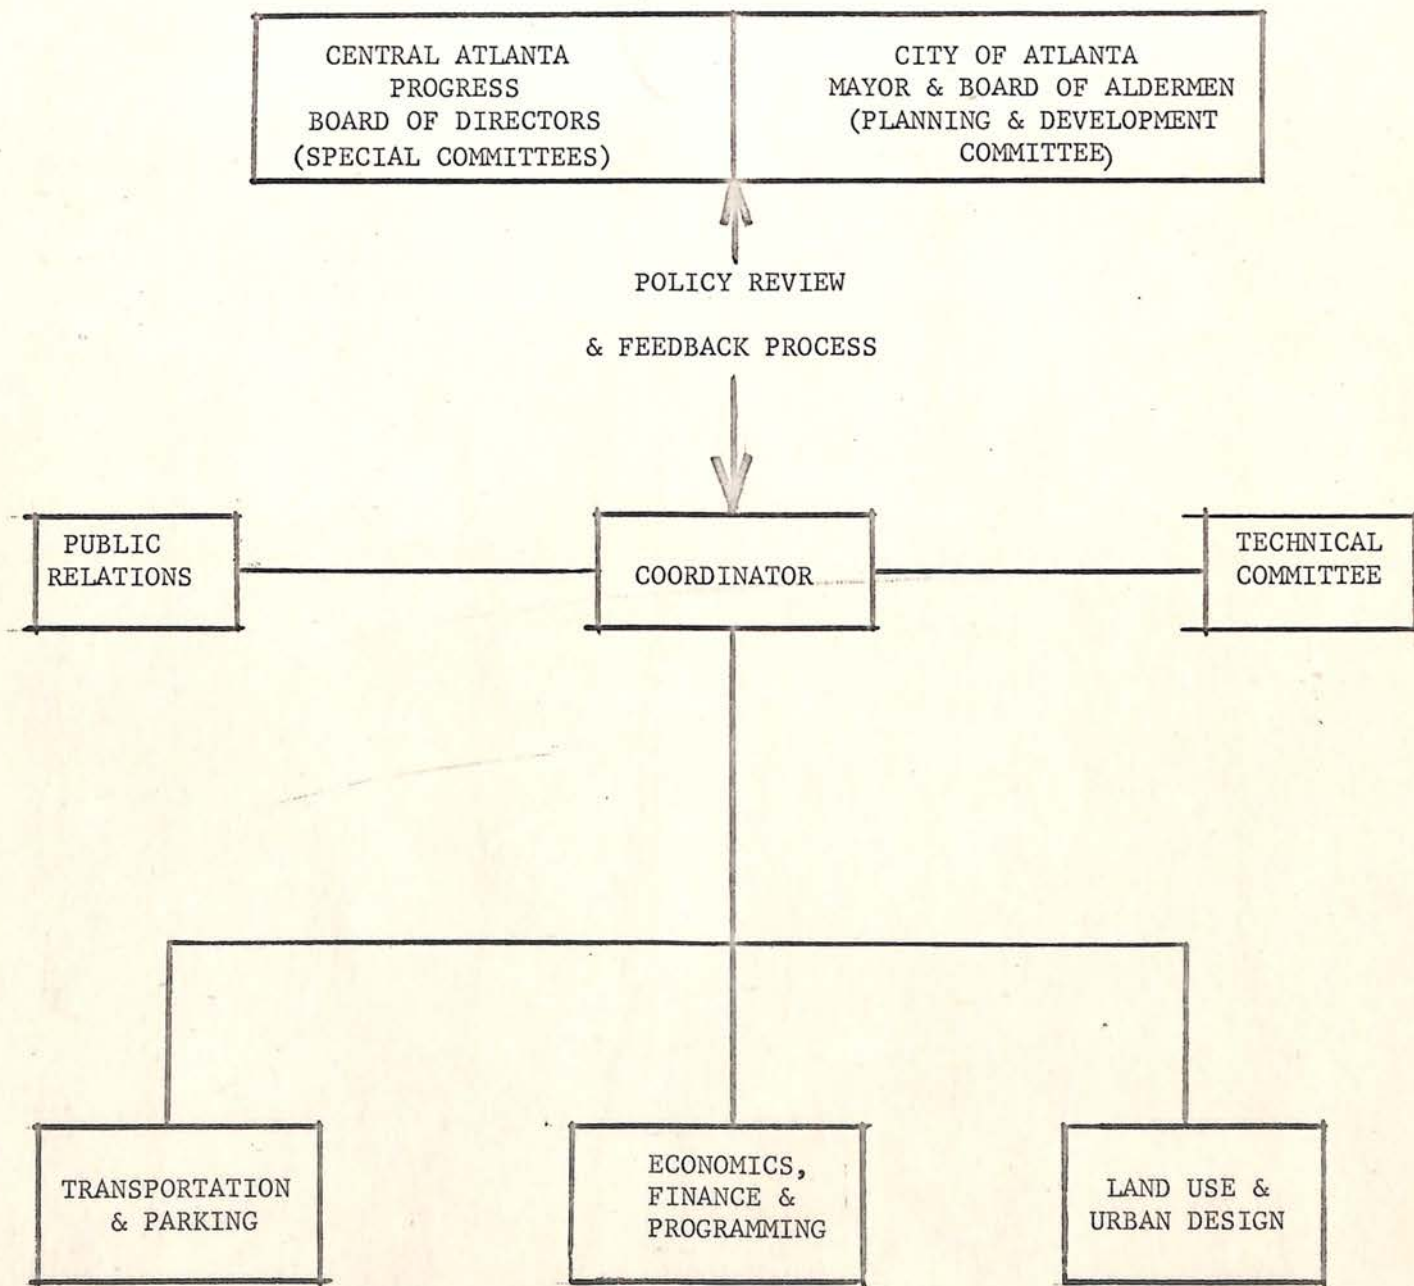 CENTRAL ATLANTA
PROGRESS
BOARD OF DIRECTORS
(SPECIAL COMMITTEES)
CITY OF ATLANTA
MAYOR & BOARD OF ALDERMEN
(PLANNING & DEVELOPMENT
COMMITTEE)
POLICY REVIEW
& FEEDBACK PROCESS
PUBLIC
RELATIONS
COORDINATOR
TECHNICAL
COMMITTEE
TRANSPORTATION
& PARKING
ECONOMICS,
FINANCE &
PROGRAMMING
LAND USE &
URBAN DESIGN